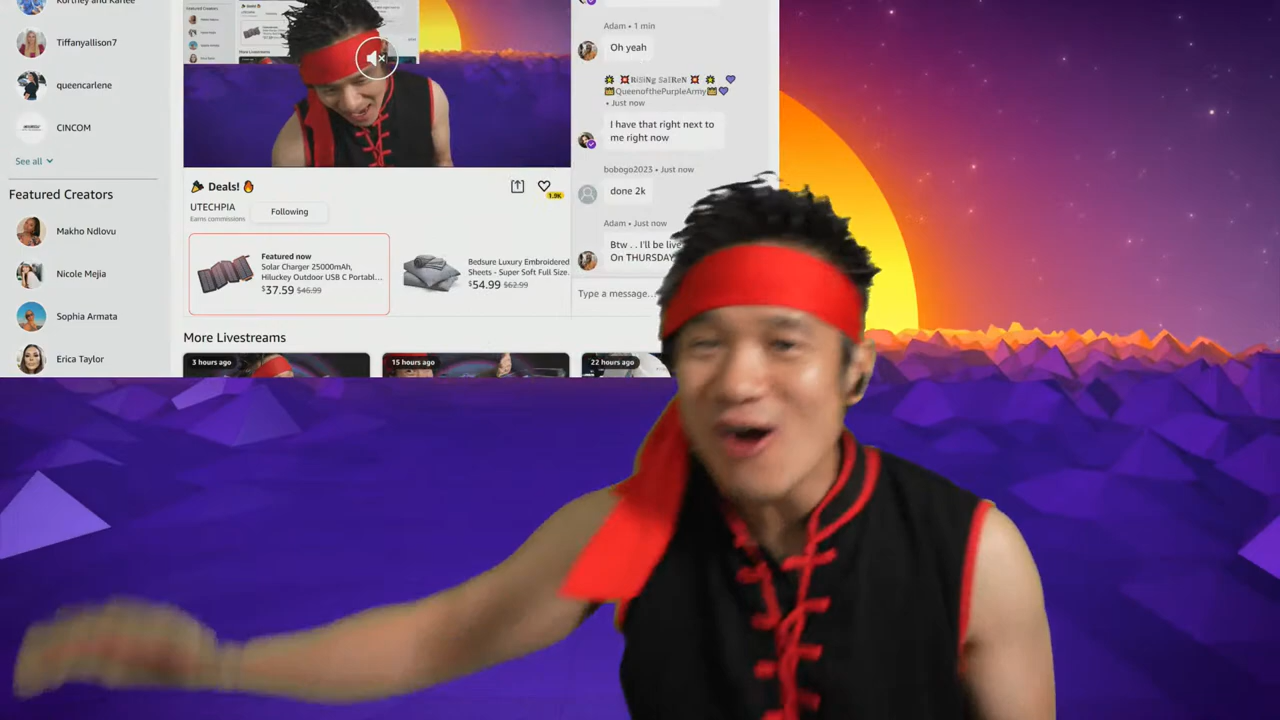 Kortney and Karlee
Tiffanyallison7
queencarlene
CINCOM
See all
Featured Creators
Makho Ndlovu
Nicole Mejia
Sophia Armata
Erica Taylor
Deals!
1.9K
UTECHPIA
Earns commissions
Following
Featured now
Solar Charger 25000mAh,
Hiluckey Outdoor USB C Portabl...
$37.59 $46.99
Bedsure Luxury Embroidered
Sheets - Super Soft Full Size
$54.99 $62.99
More Livestreams
3 hours ago
15 hours ago
22 hours ago
Adam • 1 min
Oh yeah
RiSiNg SaIReN
QueenofthePurpleArmy
• Just now
I have that right next to
me right now
bobogo2023 • Just now
done 2k
Adam • Just now
Btw . . I'll be live
On THURSDAY
Type a message...